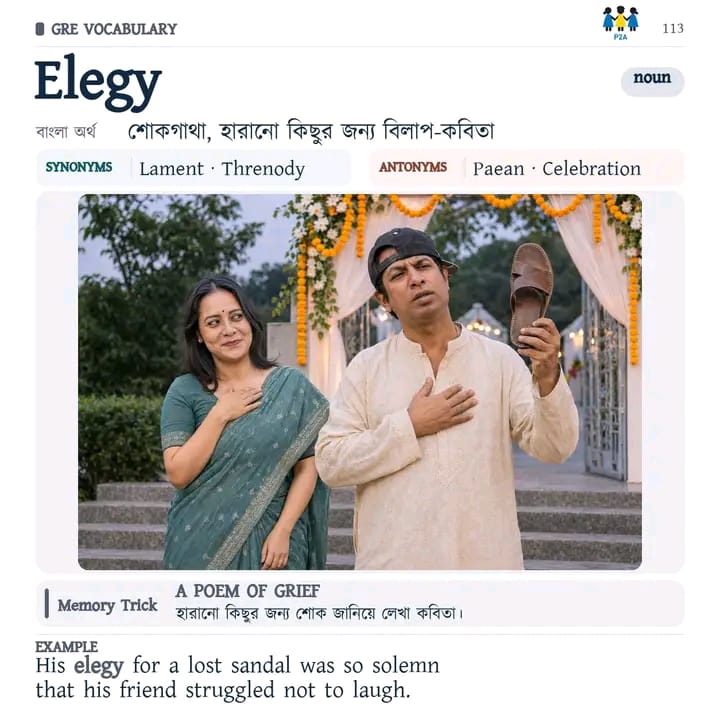 GRE VOCABULARY
P2A
113
Elegy
noun
বাংলা অর্থ শোকগাথা, হারানো কিছুর জন্য বিলাপ-কবিতা
SYNONYMS Lament · Threnody
ANTONYMS Paean · Celebration
Memory Trick
A POEM OF GRIEF
হারানো কিছুর জন্য শোক জানিয়ে লেখা কবিতা।
EXAMPLE
His elegy for a lost sandal was so solemn
that his friend struggled not to laugh.